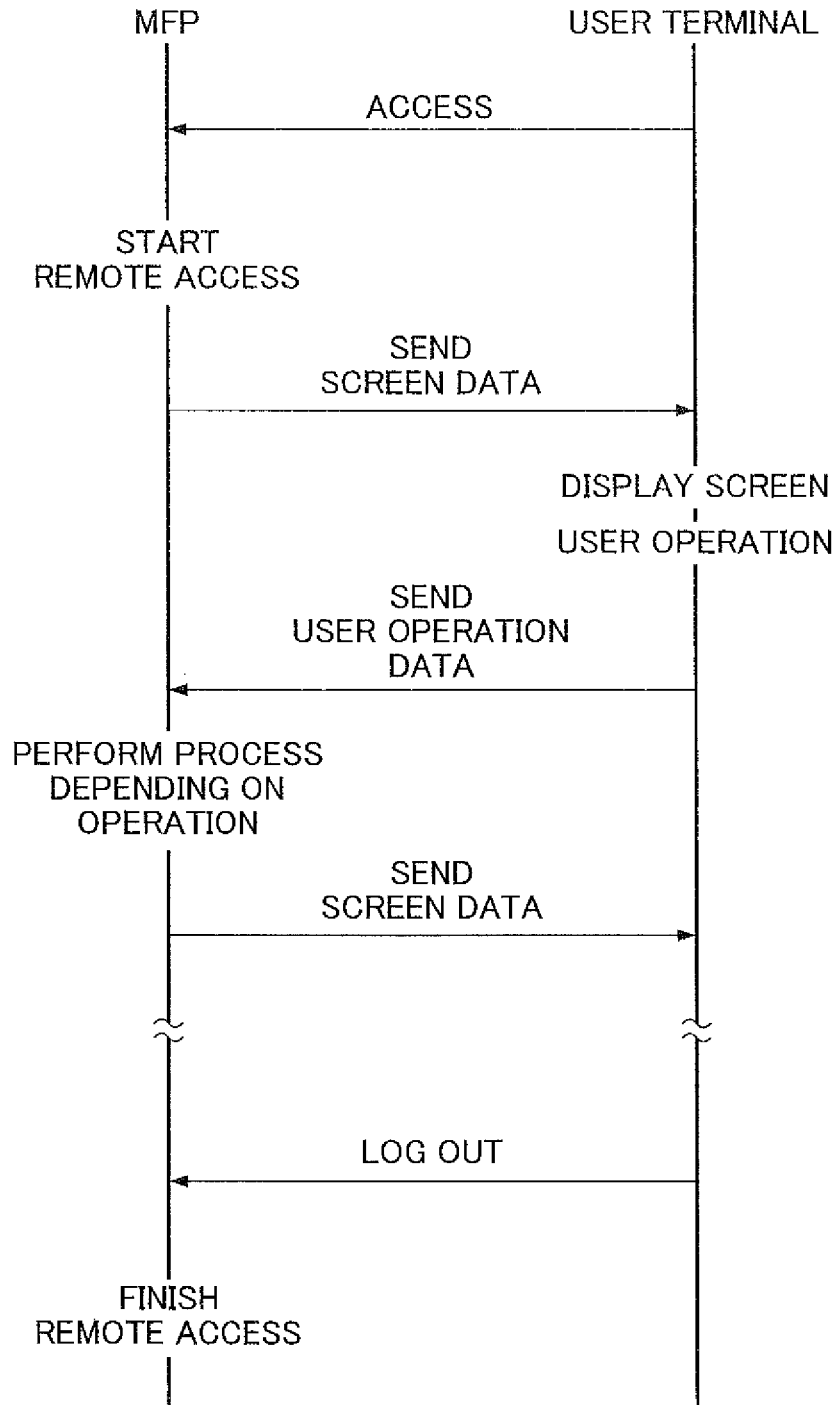 MFP
USER TERMINAL
ACCESS
START
REMOTE ACCESS
SEND
SCREEN DATA
DISPLAY SCREEN
USER OPERATION
SEND
USER OPERATION
DATA
PERFORM PROCESS
DEPENDING ON
OPERATION
SEND
SCREEN DATA
LOG OUT
FINISH
REMOTE ACCESS